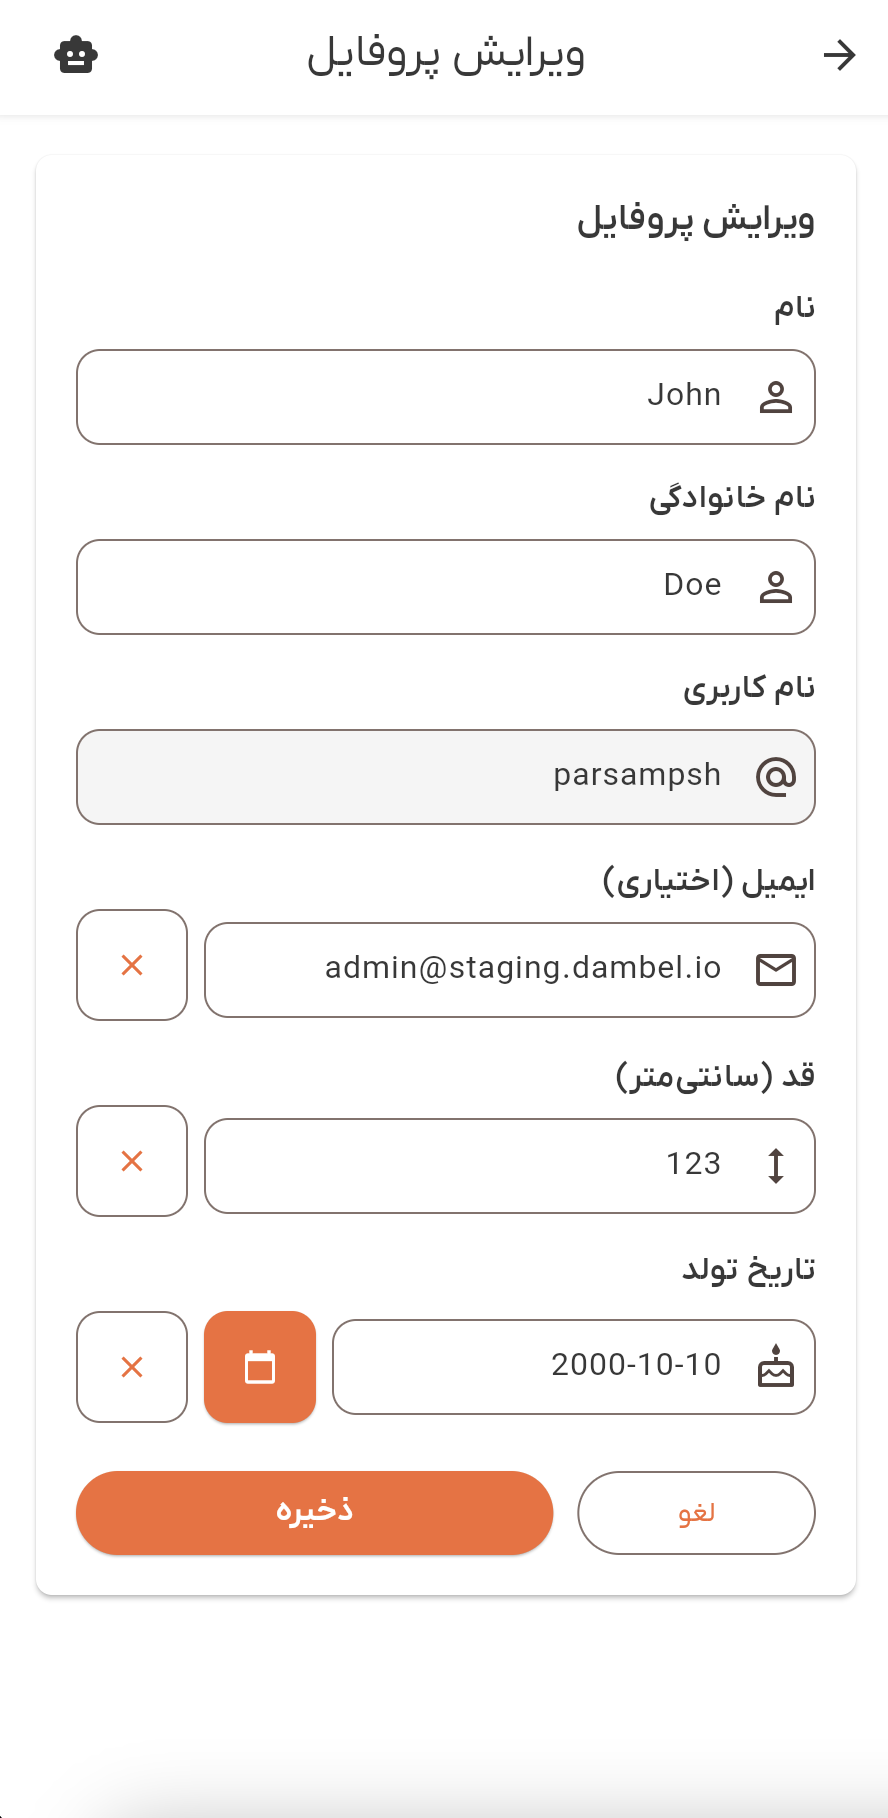 ویرایش پروفایل
ویرایش پروفایل
نام
John
نام خانوادگی
Doe
نام کاربری
parsampsh
ایمیل (اختیاری)
admin@staging.dambel.io
قد (سانتی‌متر)
123
تاریخ تولد
2000-10-10
لغو
ذخیره